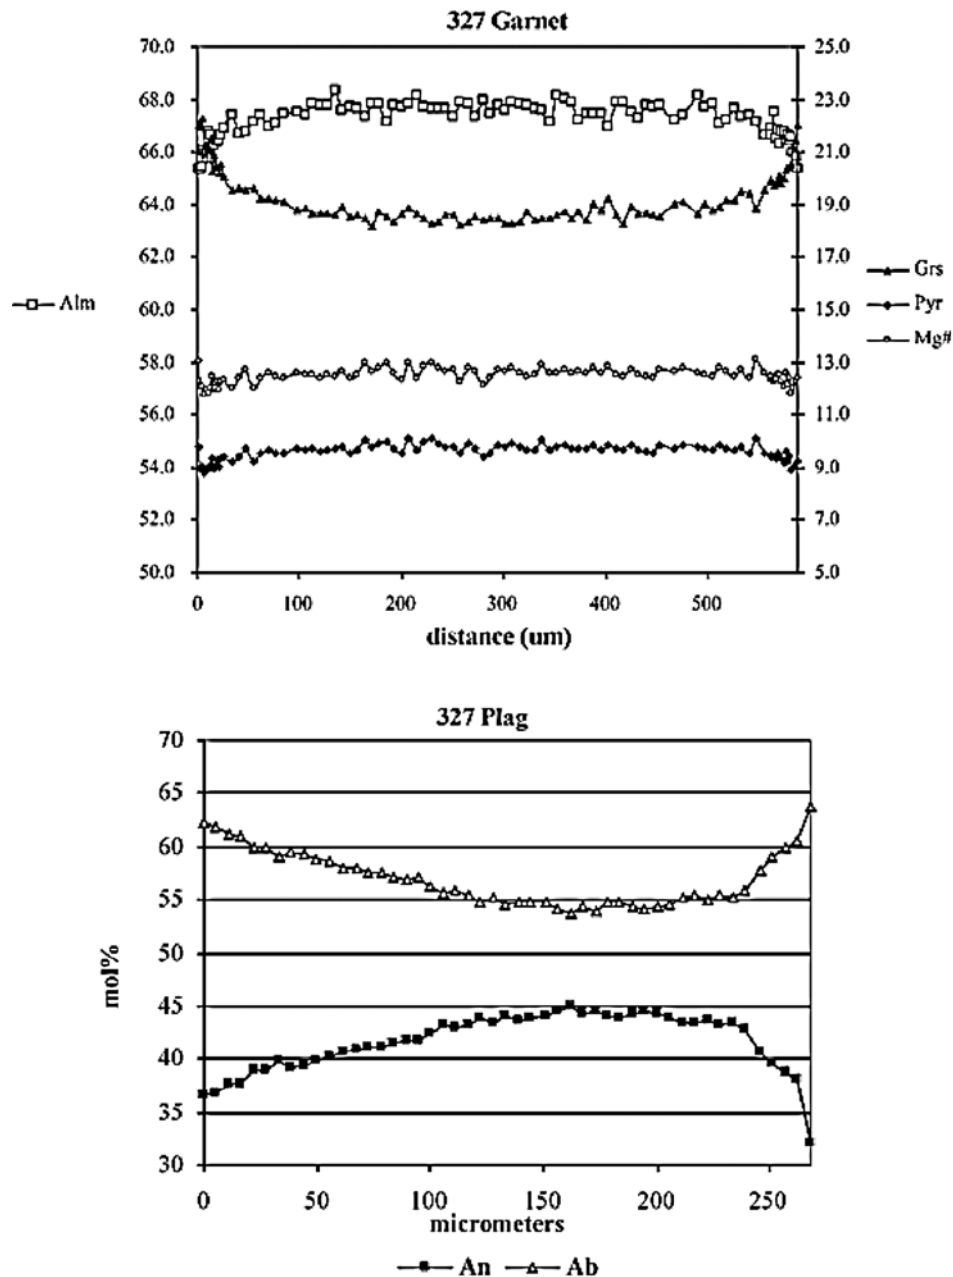 327 Garnet
70.0 25.0
68.0 23.0
66.0 21.0
64.0 19.0
62.0 17.0
Grs
60.0 15.0
Alm Pyr
Mg#
58.0 13.0
56.0 11.0
54.0 9.0
52.0 7.0
50.0 5.0
0 100 200 300 400 500
distance (um)
327 Plag
70
65
60
55
50
45
40
35
30
mol%
0 50 100 150 200 250
micrometers
An Ab